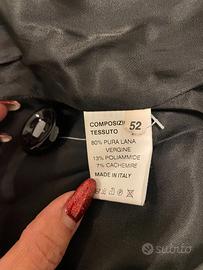 COMPOSIZI
52
TESSUTO
80% PURA LANA
VERGINE
13% POLIAMMIDE
7% CACHEMIRE
MADE IN ITALY
subito